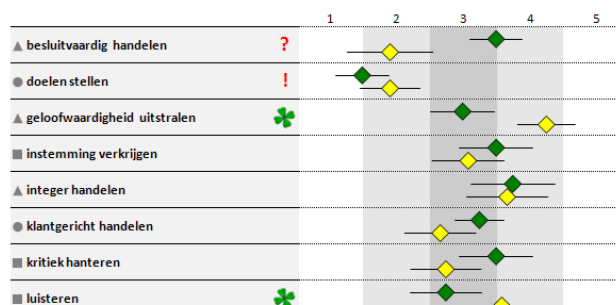 1 2 3 4 5
besluitvaardig handelen ?
doelen stellen !
geloofwaardigheid uitstralen
instemming verkrijgen
integer handelen
klantgericht handelen
kritiek hanteren
luisteren